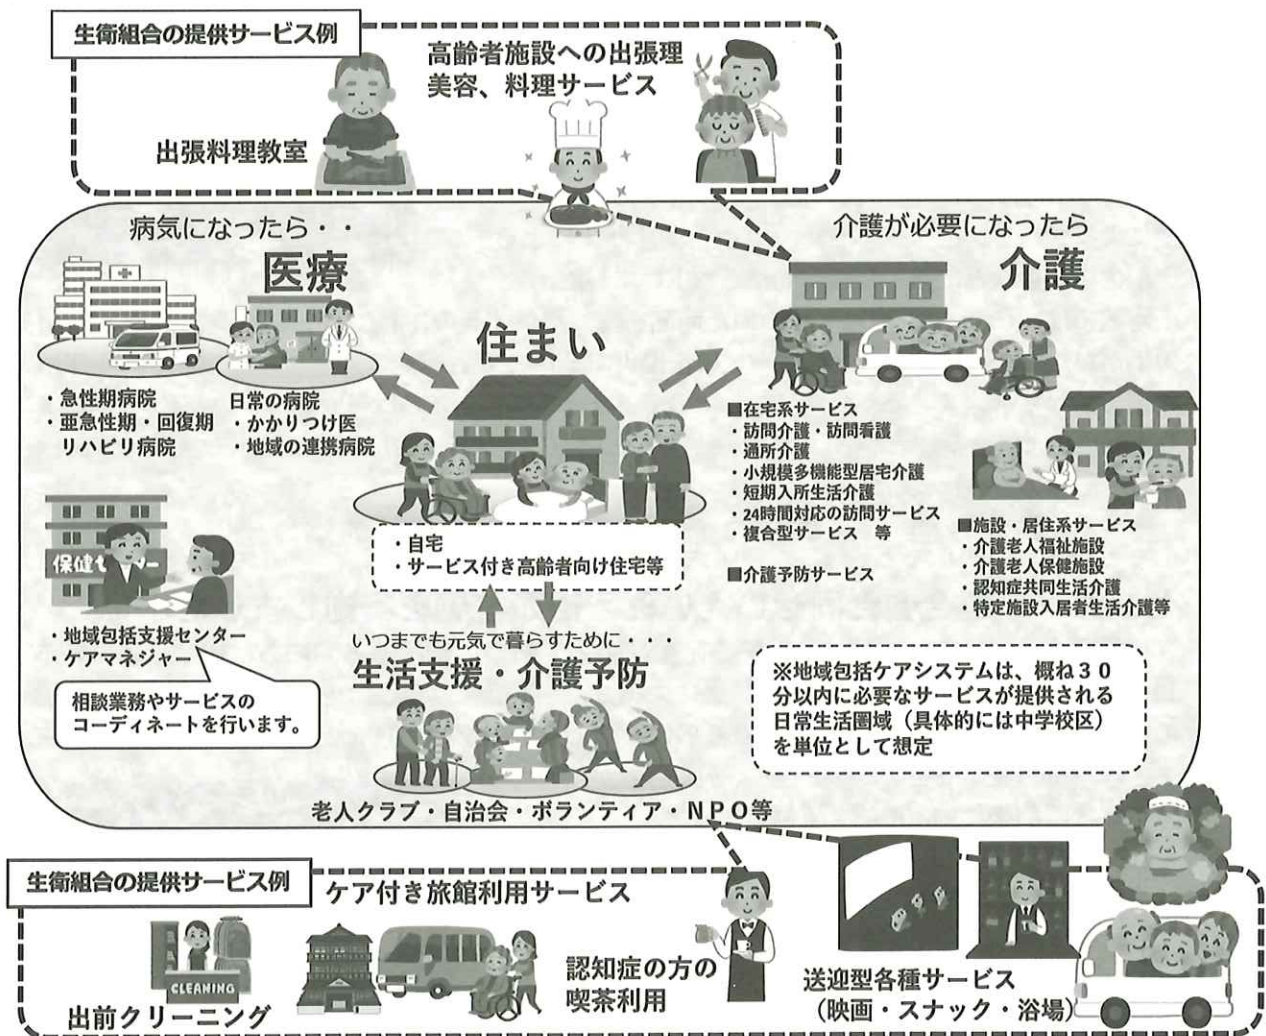 生衛組合の提供サービス例
高齢者施設への出張理
美容、料理サービス
出張料理教室
病気になったら・・
医療
介護が必要になったら
介護
住まい
・急性期病院
・亜急性期・回復期
リハビリ病院
日常の病院
・かかりつけ医
・地域の連携病院
■在宅系サービス
・訪問介護・訪問看護
・通所介護
・小規模多機能型居宅介護
・短期入所生活介護
・24時間対応の訪問サービス
・複合型サービス 等
■介護予防サービス
■施設・居住系サービス
・介護老人福祉施設
・介護老人保健施設
・認知症共同生活介護
・特定施設入居者生活介護等
・自宅
・サービス付き高齢者向け住宅等
保健セ
ー
・地域包括支援センター
・ケアマネジャー
相談業務やサービスの
コーディネートを行います。
いつまでも元気で暮らすために・・・
生活支援・介護予防
※地域包括ケアシステムは、概ね30
分以内に必要なサービスが提供される
日常生活圏域（具体的には中学校区）
を単位として想定
老人クラブ・自治会・ボランティア・NPO等
生衛組合の提供サービス例
ケア付き旅館利用サービス
CLEANING
出前クリーニング
認知症の方の
喫茶利用
送迎型各種サービス
（映画・スナック・浴場）